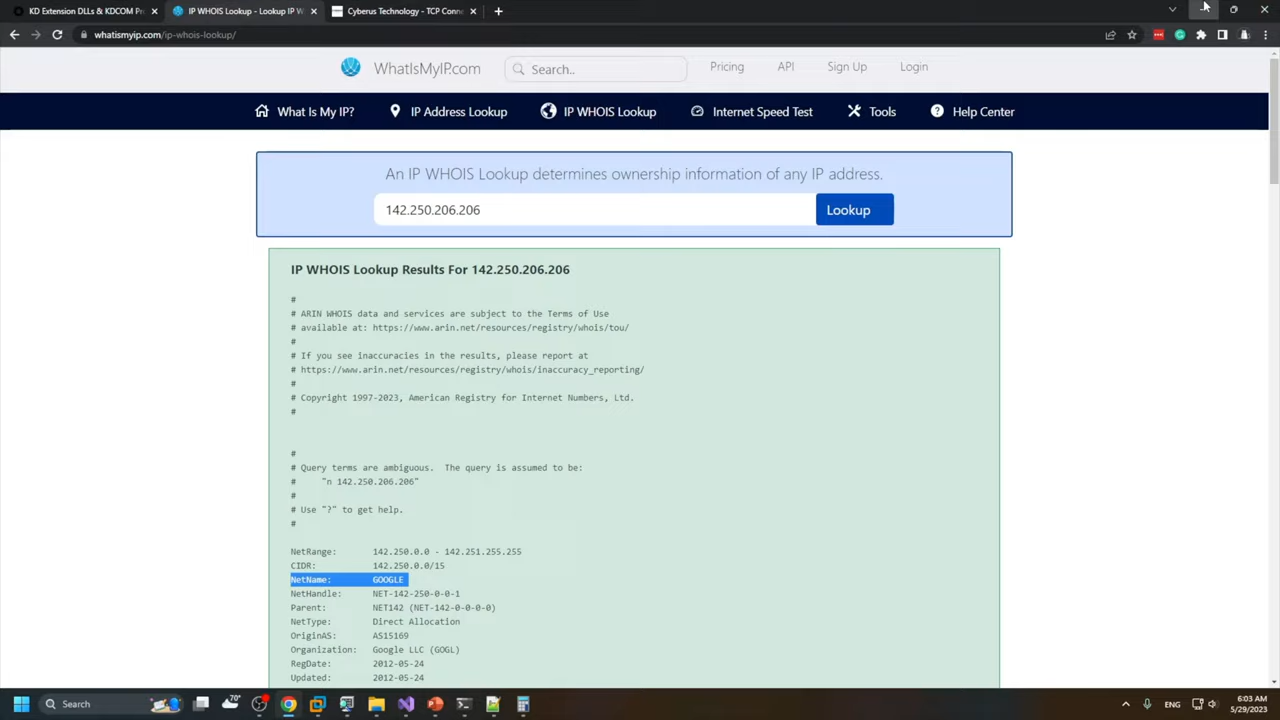 KD Extension DLLs & KDCOM Pr
IP WHOIS Lookup - Lookup IP W
Cyberus Technology - TCP Conne
whatismyip.com/ip-whois-lookup/
WhatIsMyIP.com
Search..
Pricing
API
Sign Up
Login
What Is My IP?
IP Address Lookup
IP WHOIS Lookup
Internet Speed Test
Tools
Help Center
An IP WHOIS Lookup determines ownership information of any IP address.
142.250.206.206
Lookup
IP WHOIS Lookup Results For 142.250.206.206
#
# ARIN WHOIS data and services are subject to the Terms of Use
# available at: https://www.arin.net/resources/registry/whois/tou/
#
# If you see inaccuracies in the results, please report at
# https://www.arin.net/resources/registry/whois/inaccuracy_reporting/
#
# Copyright 1997-2023, American Registry for Internet Numbers, Ltd.
#
#
# Query terms are ambiguous.  The query is assumed to be:
#     "n 142.250.206.206"
#
# Use "?" to get help.
#
NetRange:       142.250.0.0 - 142.251.255.255
CIDR:           142.250.0.0/15
NetName:        GOOGLE
NetHandle:      NET-142-250-0-0-1
Parent:         NET142 (NET-142-0-0-0-0)
NetType:        Direct Allocation
OriginAS:       AS15169
Organization:   Google LLC (GOGL)
RegDate:        2012-05-24
Updated:        2012-05-24
Search
70°
ENG
6:03 AM
5/29/2023